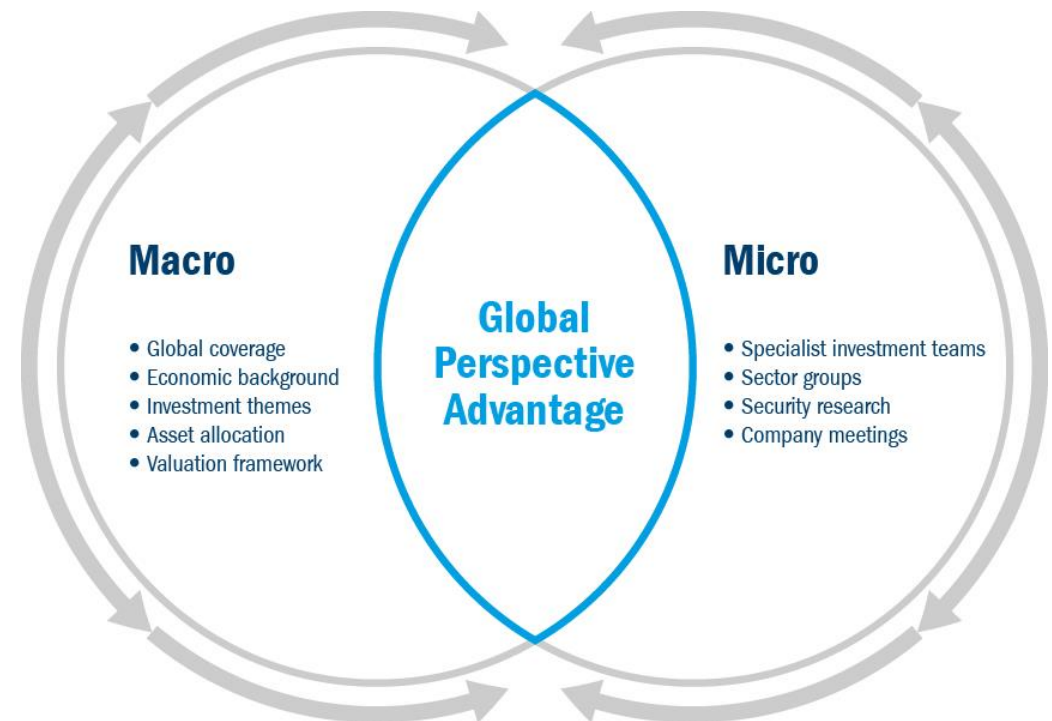 Macro
• Global coverage
• Economic background
• Investment themes
• Asset allocation
• Valuation framework
Global
Perspective
Advantage
Micro
• Specialist investment teams
• Sector groups
• Security research
• Company meetings